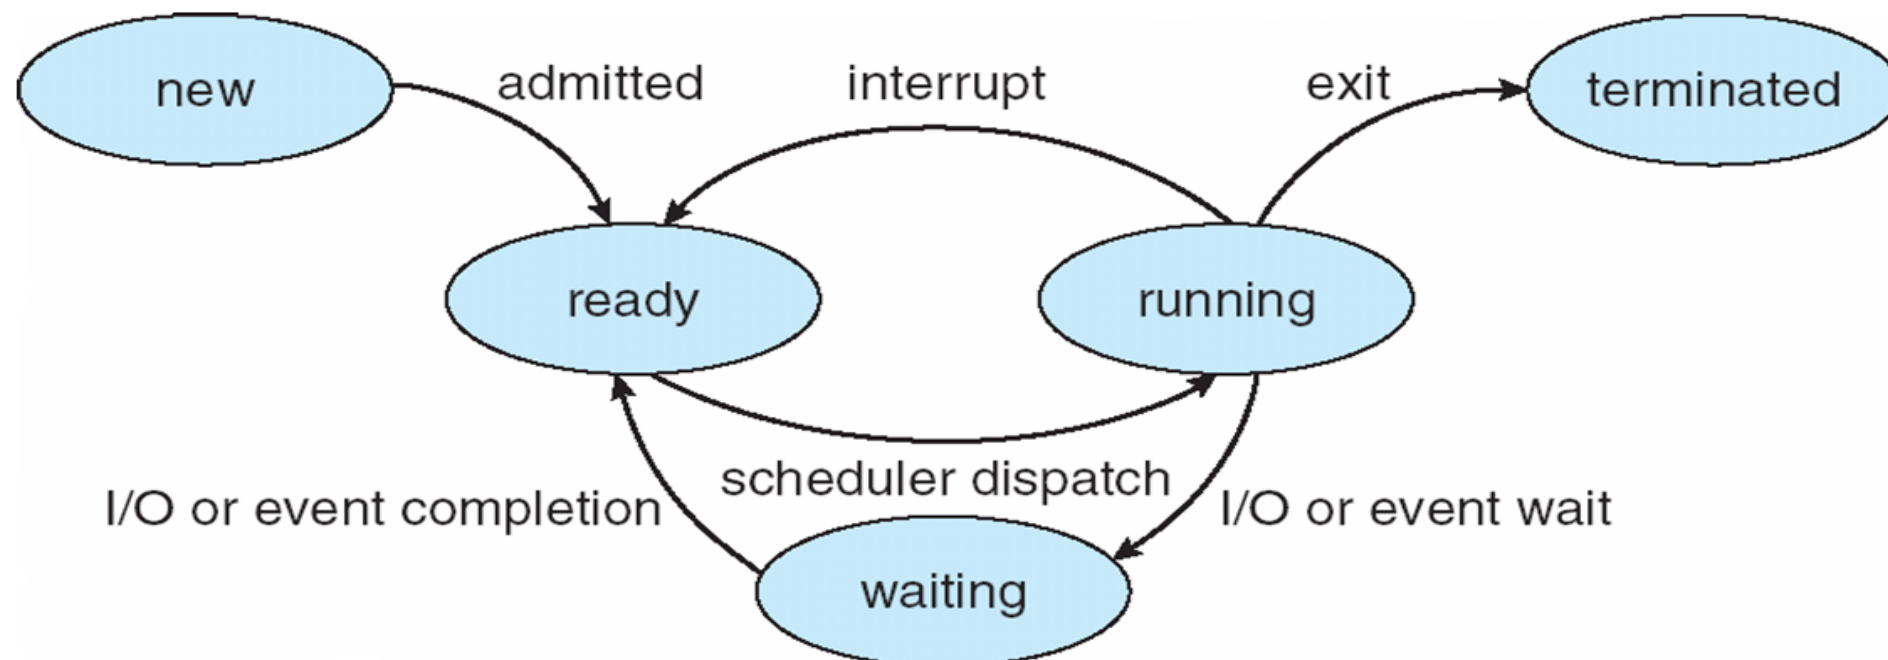 new
admitted
interrupt
exit
terminated
ready
running
scheduler dispatch
I/O or event completion
I/O or event wait
waiting